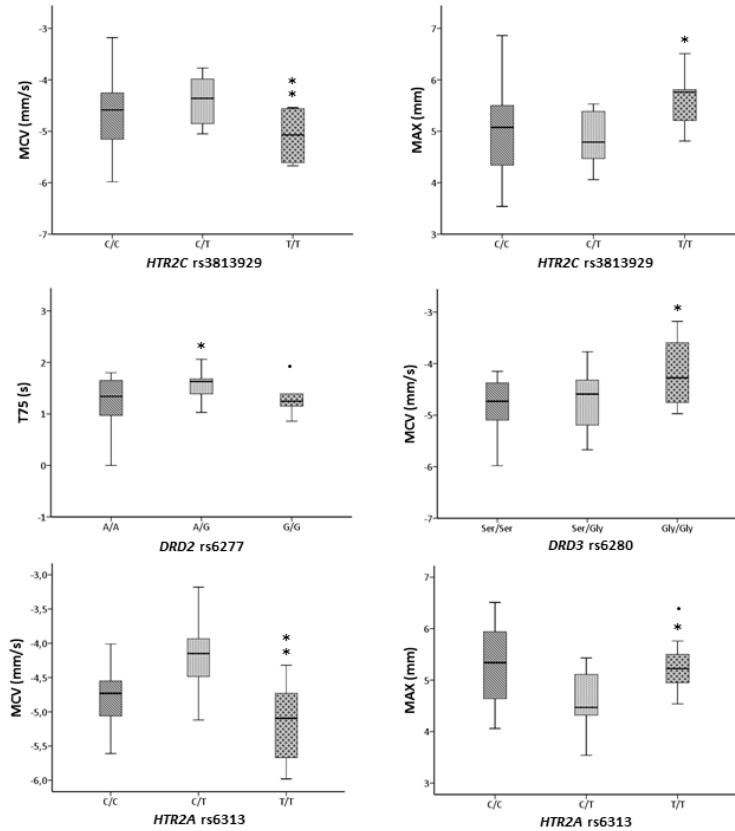 -3
-4
-5
-6
-7
MCV (mm/s)
*
*
C/C C/T T/T
HTR2C rs3813929
7
6
5
4
3
MAX (mm)
*
C/C C/T T/T
HTR2C rs3813929
3
2
1
0
-1
T75 (s)
*
A/A A/G G/G
DRD2 rs6277
-3
-4
-5
-6
-7
MCV (mm/s)
*
Ser/Ser Ser/Gly Gly/Gly
DRD3 rs6280
-3,0
-3,5
-4,0
-4,5
-5,0
-5,5
-6,0
MCV (mm/s)
*
*
C/C C/T T/T
HTR2A rs6313
7
6
5
4
3
MAX (mm)
*
C/C C/T T/T
HTR2A rs6313